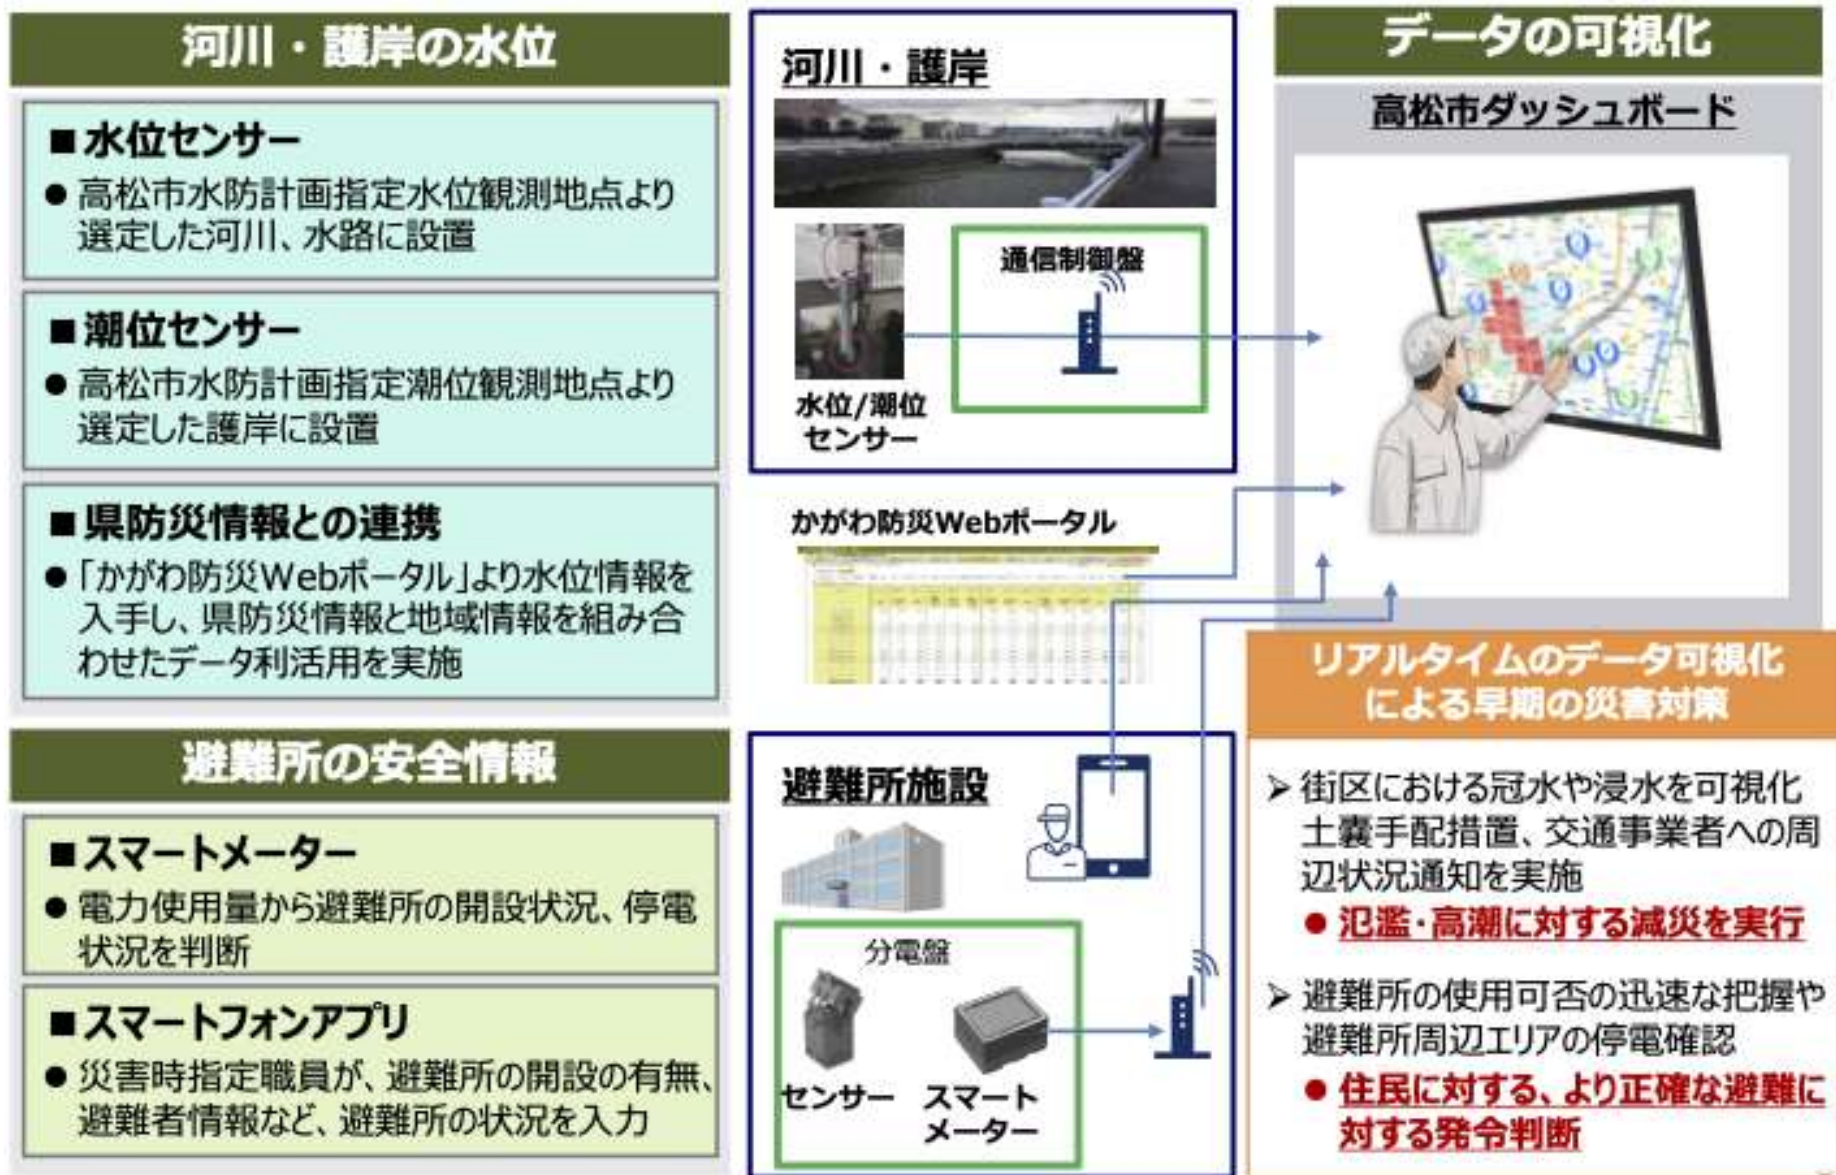 河川・護岸の水位
■水位センサー
● 高松市水防計画指定水位観測地点より
選定した河川、水路に設置
■潮位センサー
● 高松市水防計画指定潮位観測地点より
選定した護岸に設置
■県防災情報との連携
● 「かがわ防災Webポータル」より水位情報を
入手し、県防災情報と地域情報を組み合
わせたデータ利活用を実施
避難所の安全情報
■スマートメーター
● 電力使用量から避難所の開設状況、停電
状況を判断
■スマートフォンアプリ
● 災害時指定職員が、避難所の開設の有無、
避難者情報など、避難所の状況を入力
河川・護岸
通信制御盤
水位/潮位
センサー
かがわ防災Webポータル
避難所施設
分電盤
センサー
スマート
メーター
データの可視化
高松市ダッシュボード
リアルタイムのデータ可視化
による早期の災害対策
➢ 街区における冠水や浸水を可視化
土嚢手配措置、交通事業者への周
辺状況通知を実施
● 氾濫・高潮に対する減災を実行
➢ 避難所の使用可否の迅速な把握や
避難所周辺エリアの停電確認
● 住民に対する、より正確な避難に
対する発令判断